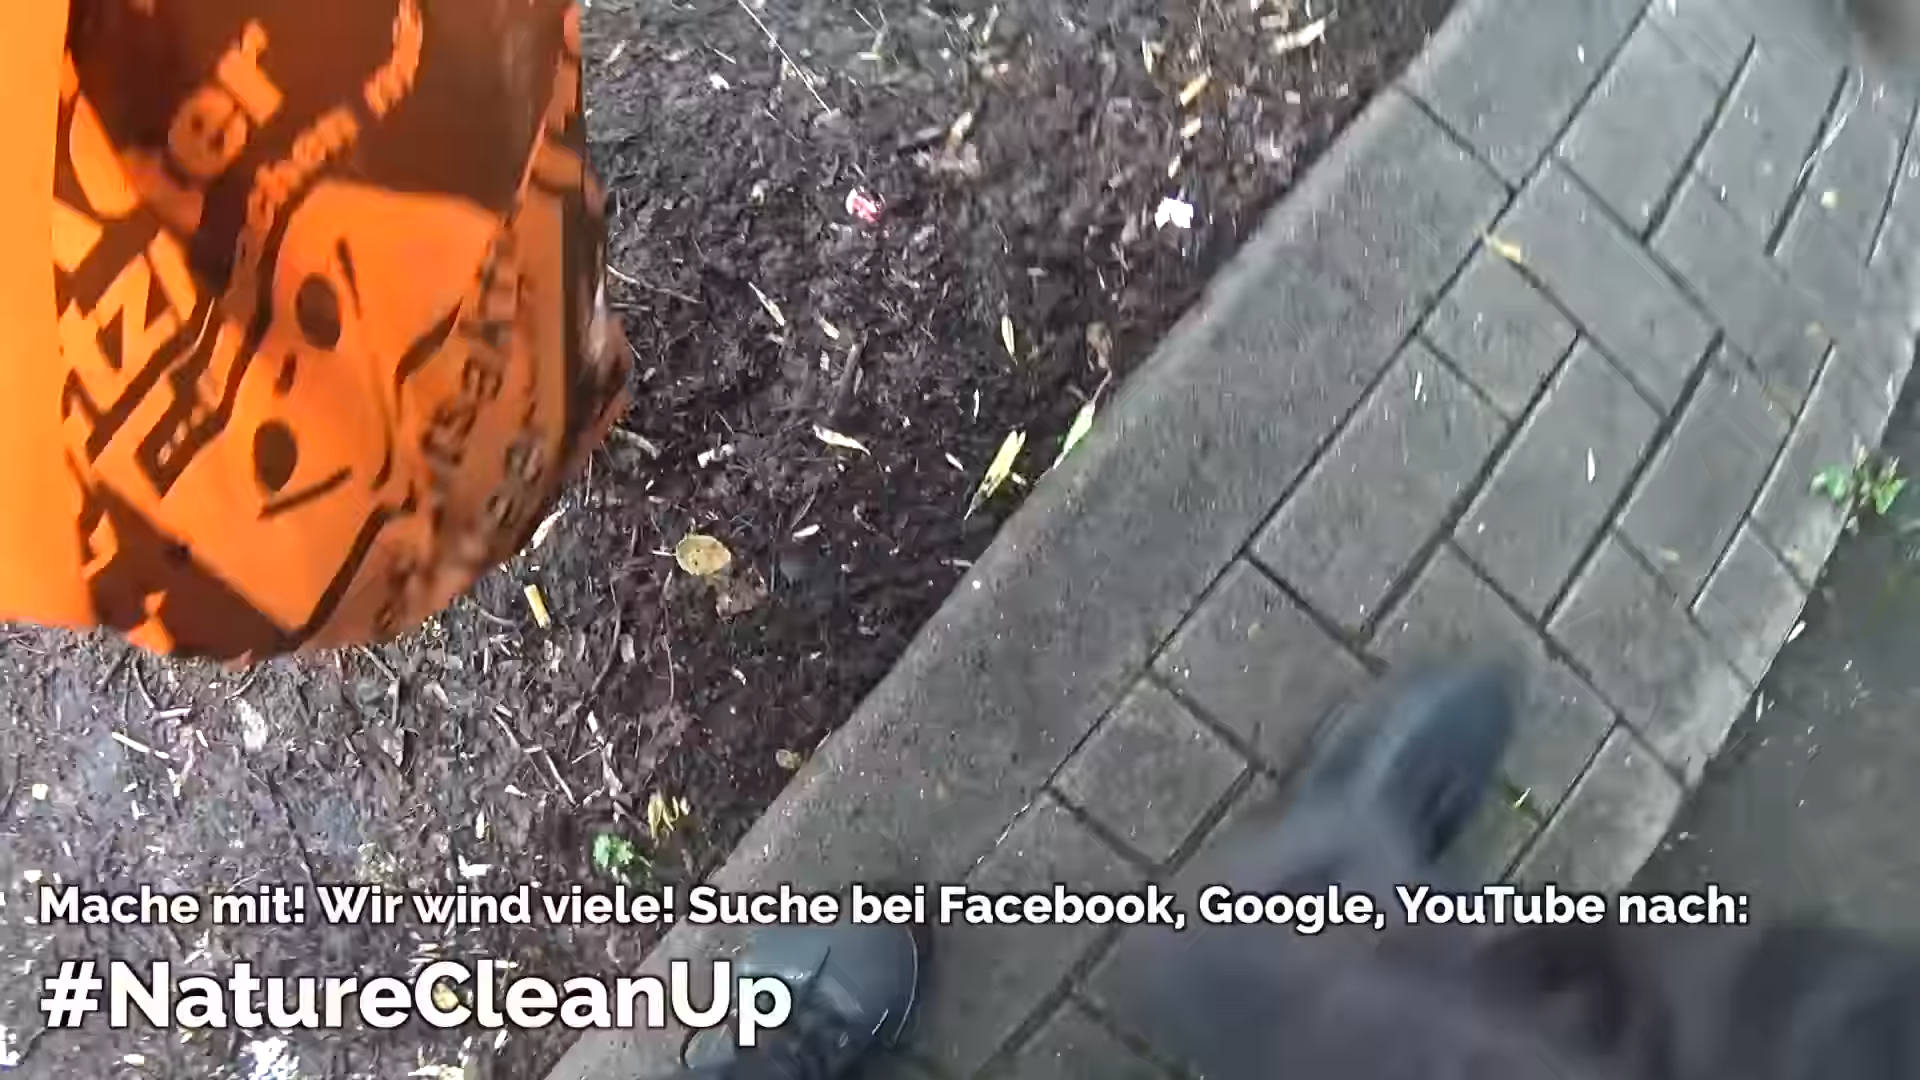 Mache mit! Wir wind viele! Suche bei Facebook, Google, YouTube nach:
#NatureCleanUp